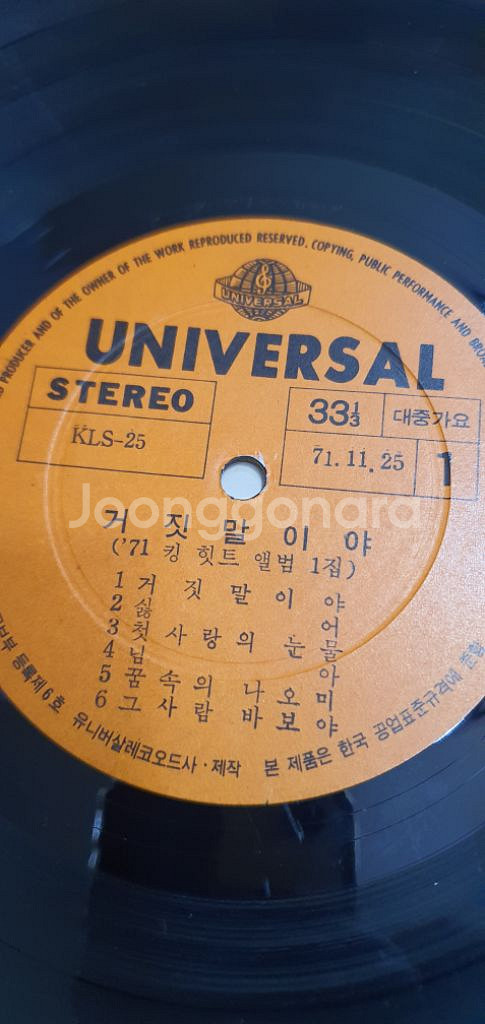 PRODUCER AND OF THE OWNER OF THE WORK REPRODUCED RESERVED. COPYING, PUBLIC PERFORMANCE AND
UNIVERSAL
UNIVERSAL
STEREO
33⅓
대중가요
KLS-25
71. 11. 25
1
Joonggonara
거짓말이야
('71 킹 힛트 앨범 1집)
1 거짓말이야
2 싫어
3 첫사랑의 눈물
4 님아
5 꿈속의 나오미
6 그사람 바보야
등록제 6호 유니버살레코오드사 · 제작 본 제품은 한국 공업표준규격에 준함